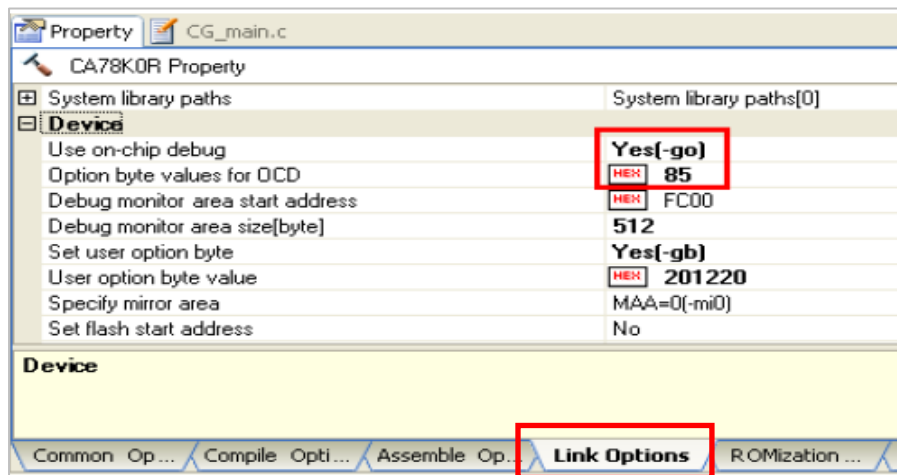 Property CG_main.c
CA78K0R Property
System library paths System library paths[0]
Device
Use on-chip debug Yes(-go)
Option byte values for OCD HEX 85
Debug monitor area start address HEX FC00
Debug monitor area size[byte] 512
Set user option byte Yes(-gb)
User option byte value HEX 201220
Specify mirror area MAA=0(-mi0)
Set flash start address No
Device
Common Op... Compile Opti... Assemble Op... Link Options ROMization ...